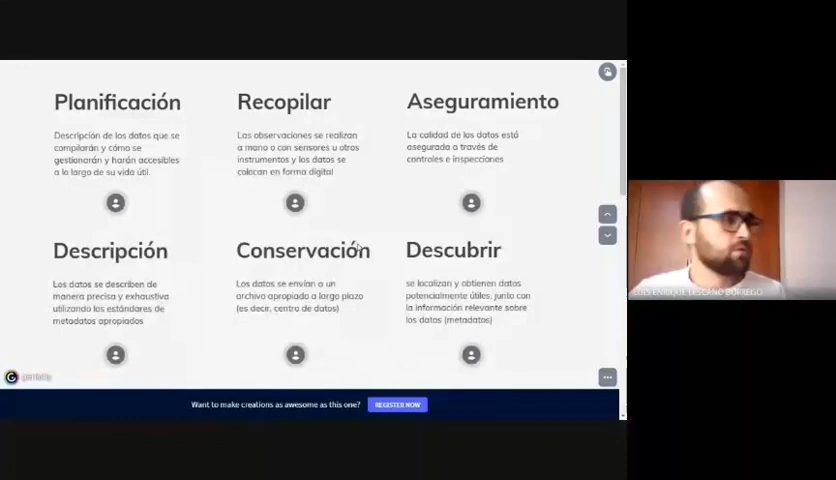 Planificación
Descripción de los datos que se
compilarán y cómo se
gestionarán y harán accesibles
a lo largo de su vida útil.
Recopilar
Las observaciones se realizan
a mano o con sensores u otros
instrumentos y los datos se
colocan en forma digital
Aseguramiento
La calidad de los datos está
asegurada a través de
controles e inspecciones
Descripción
Los datos se describen de
manera precisa y exhaustiva
utilizando los estándares de
metadatos apropiados
Conservación
Los datos se envían a un
archivo apropiado a largo plazo
(es decir, centro de datos)
Descubrir
se localizan y obtienen datos
potencialmente útiles, junto con
la información relevante sobre
los datos (metadatos)
genially
Want to make creations as awesome as this one?
REGISTER NOW
LUIS ENRIQUE LESCANO BORREGO